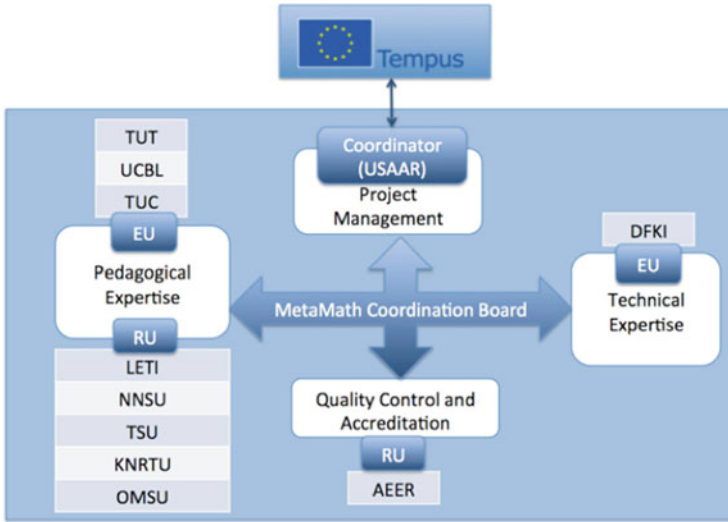 Tempus
Coordinator
(USAAR)
Project
Management
TUT
UCBL
TUC
EU
Pedagogical
Expertise
RU
LETI
NNSU
TSU
KNRTU
OMSU
MetaMath Coordination Board
DFKI
EU
Technical
Expertise
Quality Control and
Accreditation
RU
AEER